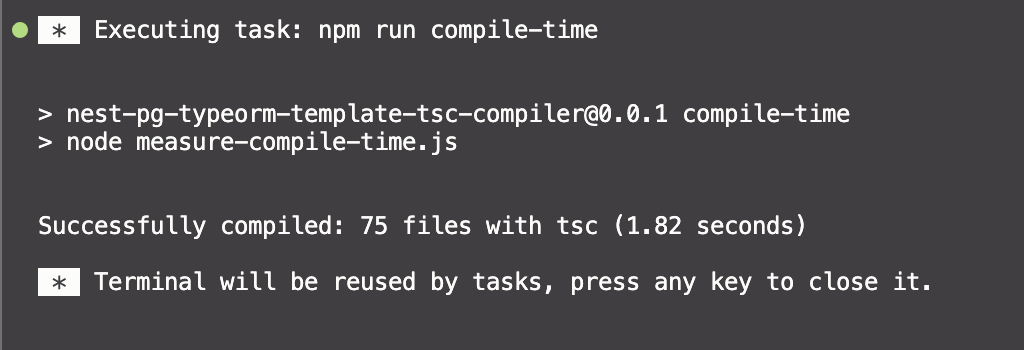 * Executing task: npm run compile-time
> nest-pg-typeorm-template-tsc-compiler@0.0.1 compile-time
> node measure-compile-time.js
Successfully compiled: 75 files with tsc (1.82 seconds)
* Terminal will be reused by tasks, press any key to close it.